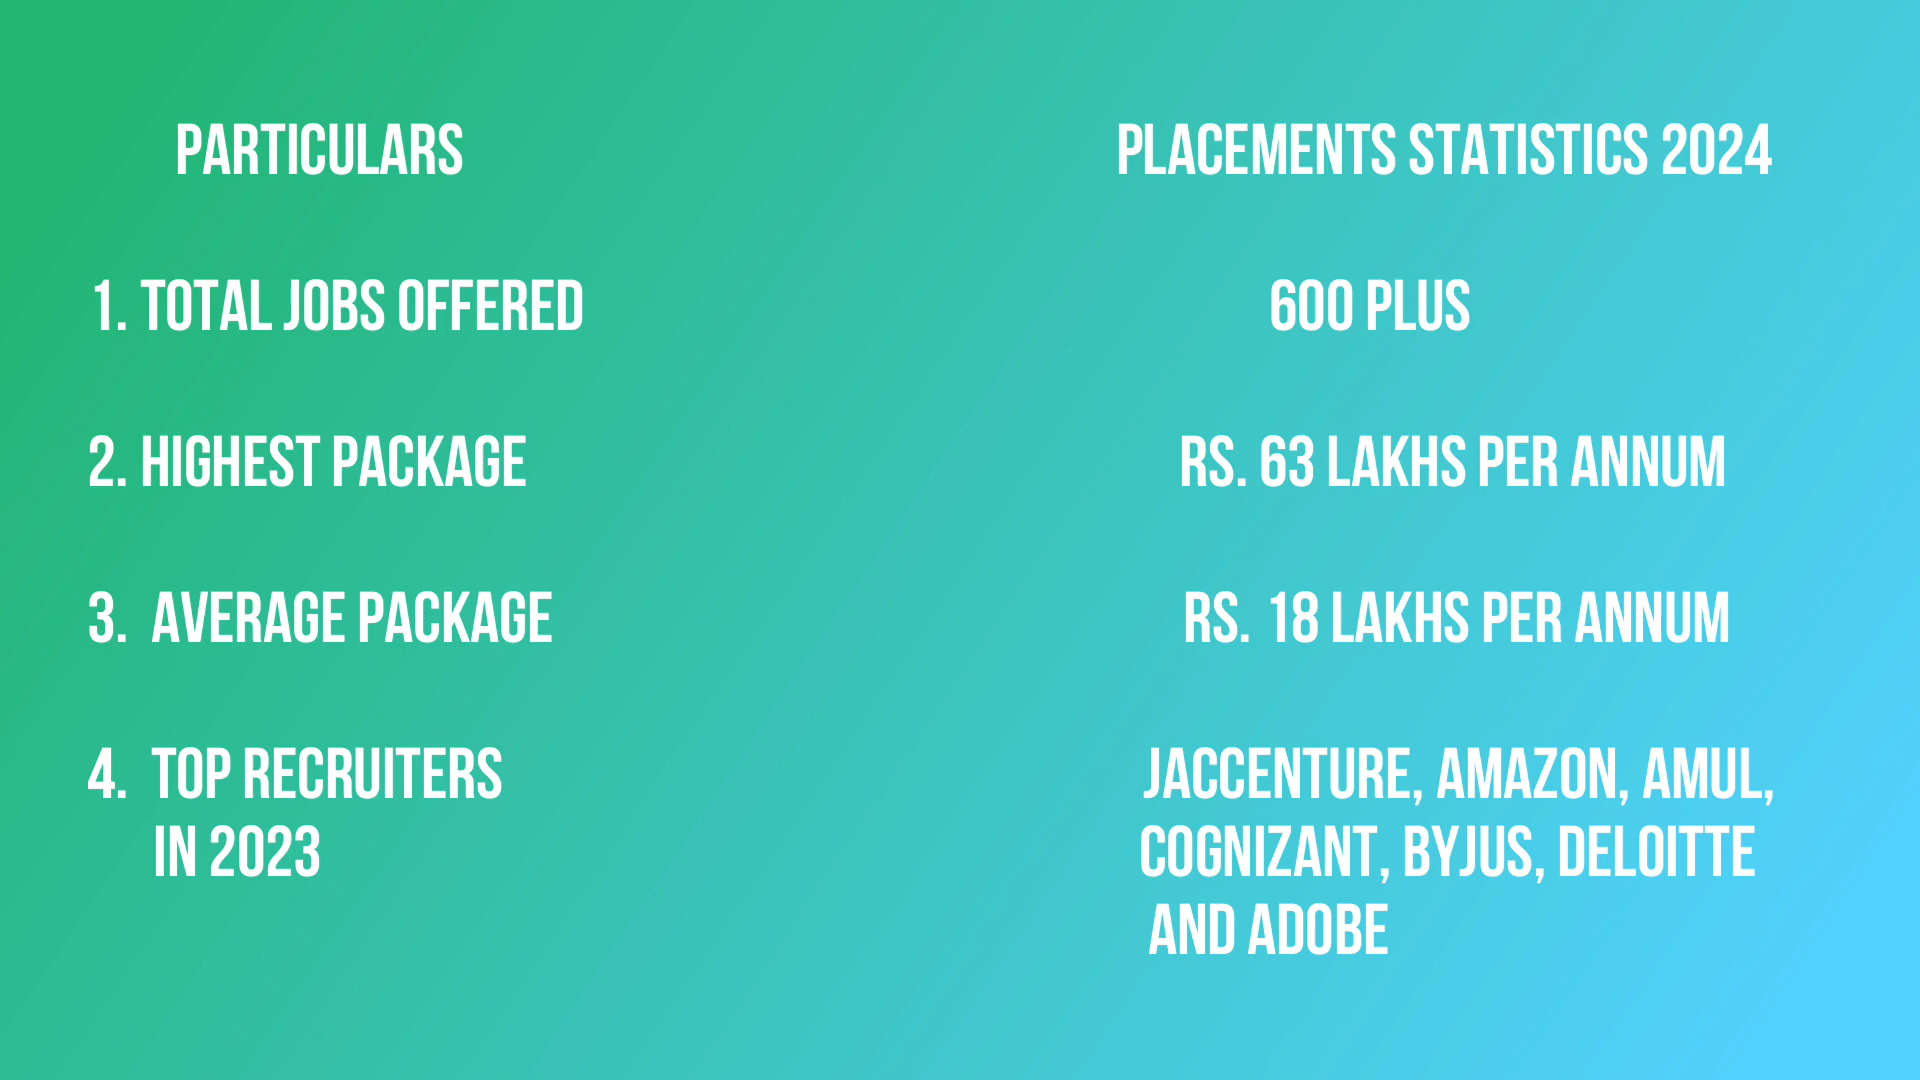 PARTICULARS PLACEMENTS STATISTICS 2024
1. TOTAL JOBS OFFERED 600 PLUS
2. HIGHEST PACKAGE RS. 63 LAKHS PER ANNUM
3. AVERAGE PACKAGE RS. 18 LAKHS PER ANNUM
4. TOP RECRUITERS JACCENTURE, AMAZON, AMUL,
IN 2023 COGNIZANT, BYJUS, DELOITTE
AND ADOBE